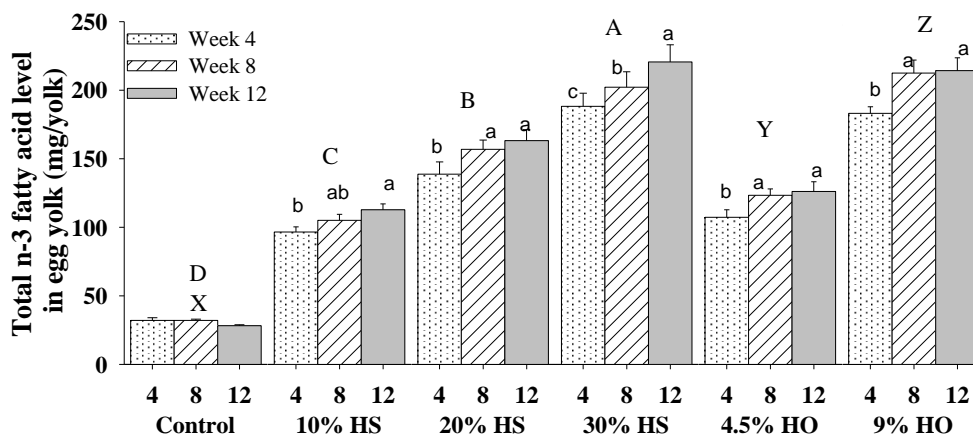 Total n-3 fatty acid level
in egg yolk (mg/yolk)
250
200
150
100
50
0
Week 4
Week 8
Week 12
D
X
C
b
ab
a
B
b
a
a
A
c
b
a
Y
b
a
a
Z
b
a
a
4 8 12 4 8 12 4 8 12 4 8 12 4 8 12 4 8 12
Control 10% HS 20% HS 30% HS 4.5% HO 9% HO